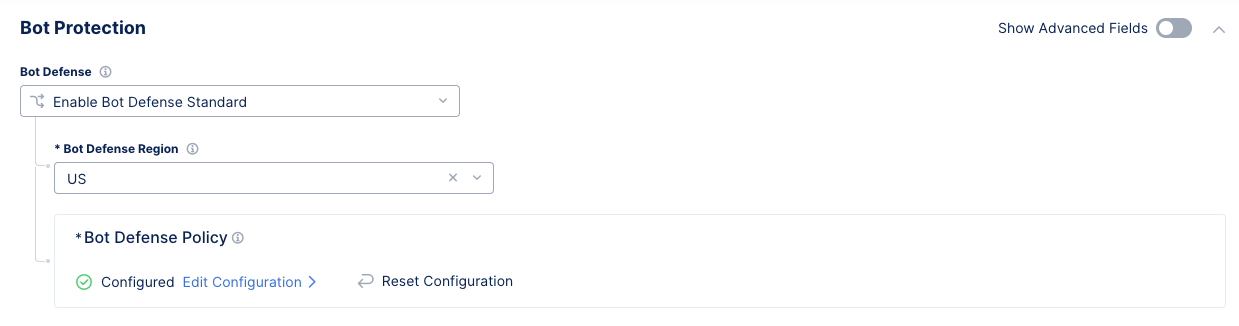 Bot Protection
Show Advanced Fields
Bot Defense
Enable Bot Defense Standard
* Bot Defense Region
US
* Bot Defense Policy
Configured Edit Configuration Reset Configuration